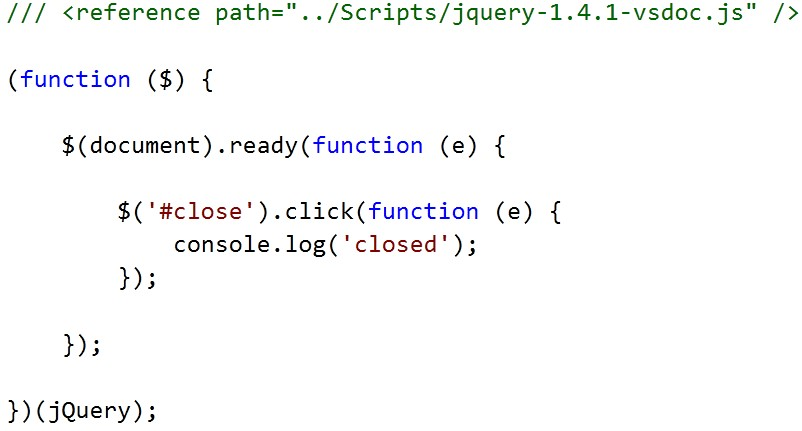 /// <reference path="../Scripts/jquery-1.4.1-vsdoc.js" />
(function ($) {
    $(document).ready(function (e) {
        $('#close').click(function (e) {
            console.log('closed');
        });
    });
})(jQuery);